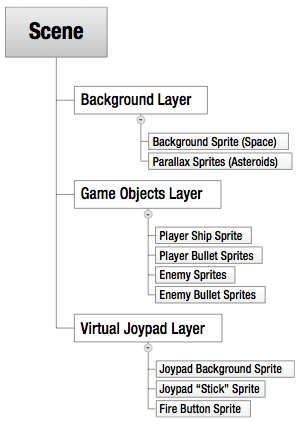 Scene
Background Layer
Background Sprite (Space)
Parallax Sprites (Asteroids)
Game Objects Layer
Player Ship Sprite
Player Bullet Sprites
Enemy Sprites
Enemy Bullet Sprites
Virtual Joypad Layer
Joypad Background Sprite
Joypad “Stick” Sprite
Fire Button Sprite